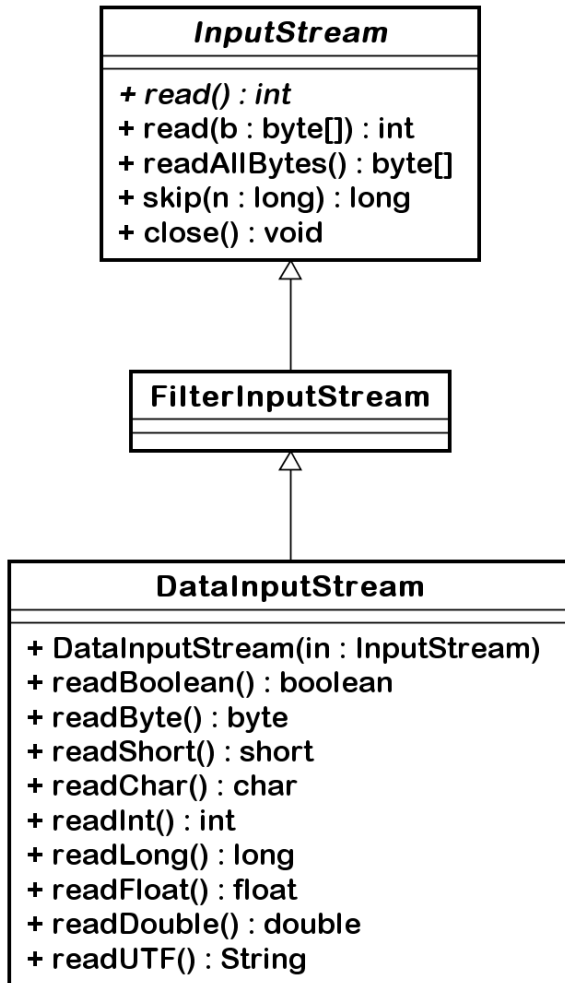 InputStream
+ read() : int
+ read(b : byte[]) : int
+ readAllBytes() : byte[]
+ skip(n : long) : long
+ close() : void
FilterInputStream
DataInputStream
+ DataInputStream(in : InputStream)
+ readBoolean() : boolean
+ readByte() : byte
+ readShort() : short
+ readChar() : char
+ readInt() : int
+ readLong() : long
+ readFloat() : float
+ readDouble() : double
+ readUTF() : String